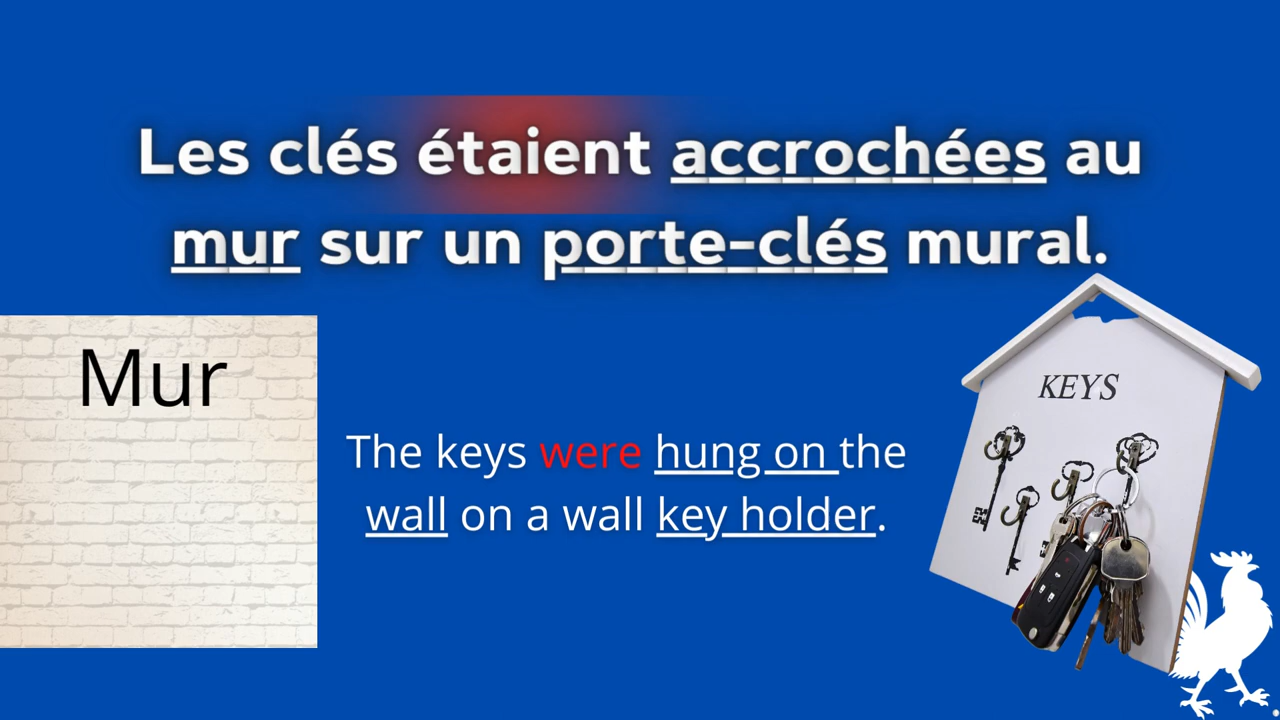 Les clés étaient accrochées au
mur sur un porte-clés mural.
Mur
The keys were hung on the
wall on a wall key holder.
KEYS